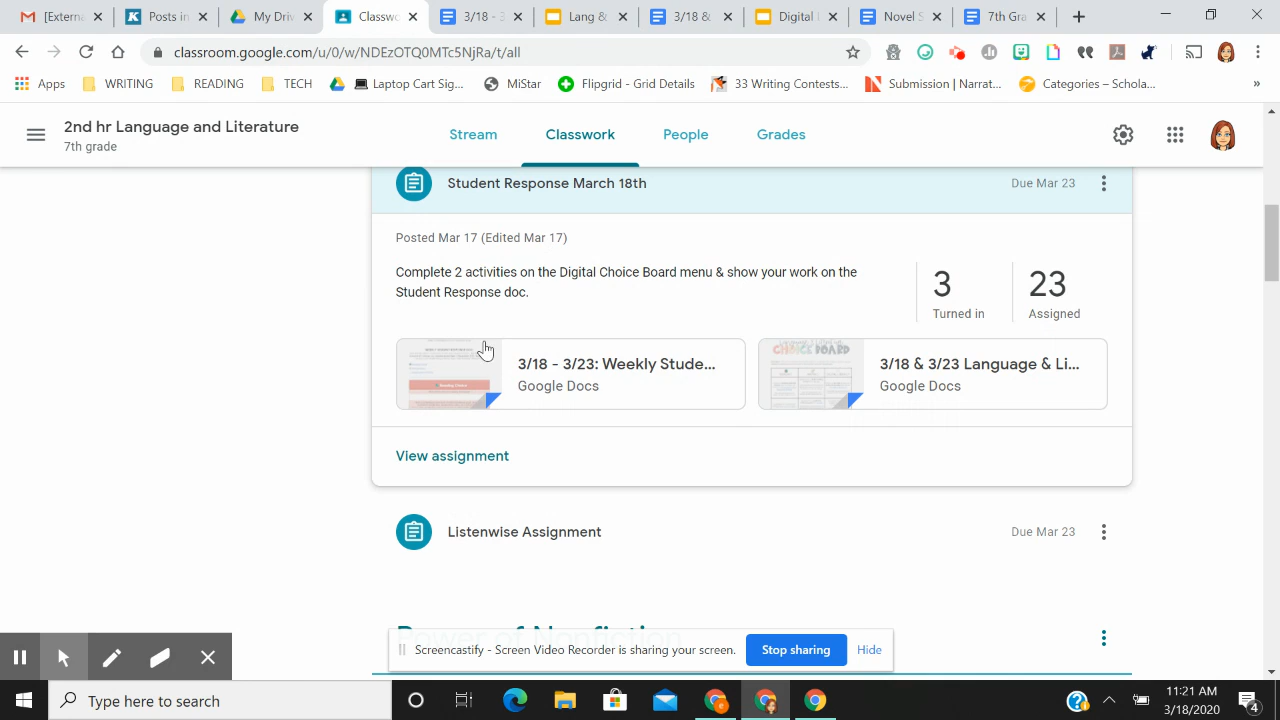 [Externa
Posts in
My Driv
Classwo
3/18 - 3
Lang &
3/18 &
Digital
Novel S
7th Gra
classroom.google.com/u/0/w/NDEzOTQ0MTc5NjRa/t/all
Apps
WRITING
READING
TECH
Laptop Cart Sig...
MiStar
Flipgrid - Grid Details
33 Writing Contests...
Submission | Narrat...
Categories – Schola...
»
2nd hr Language and Literature
7th grade
Stream
Classwork
People
Grades
Student Response March 18th
Due Mar 23
Posted Mar 17 (Edited Mar 17)
Complete 2 activities on the Digital Choice Board menu & show your work on the
Student Response doc.
3
Turned in
23
Assigned
CHOICE BOARD
3/18 - 3/23: Weekly Stude...
Google Docs
3/18 & 3/23 Language & Li...
Google Docs
View assignment
Listenwise Assignment
Due Mar 23
Power of Nonfiction
Screencastify - Screen Video Recorder is sharing your screen.
Stop sharing
Hide
Type here to search
11:21 AM
3/18/2020
4